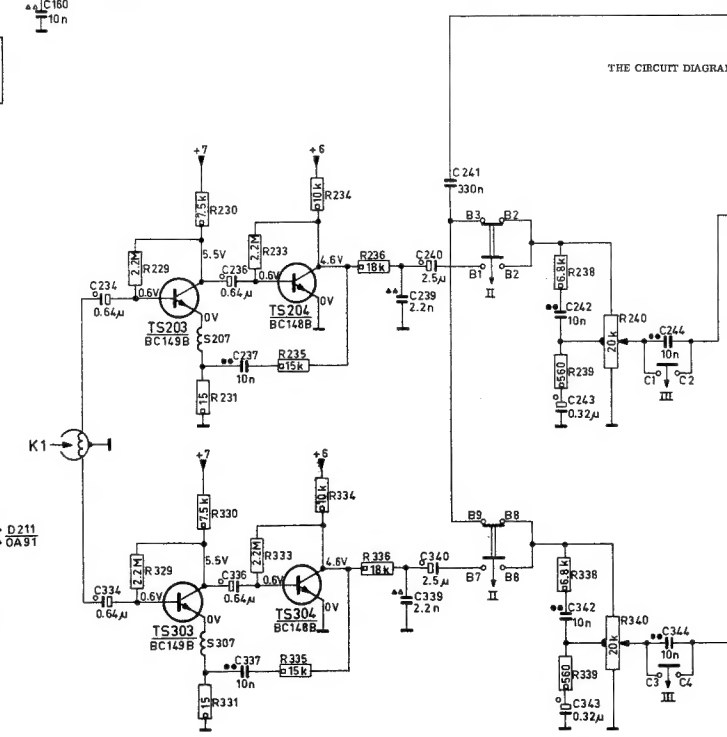 C160
10n
THE CIRCUIT DIAGRA
+7
+6
7.5k
R230
10k
R234
C241
330n
B3
B2
2.2M
R229
5.5V
2.2M
R233
4.6V
R236
18k
C240
2.5µ
B1
B2
II
6.8k
R238
C234
0.64µ
0.6V
C236
0.64µ
0.6V
C239
2.2n
C242
10n
TS203
BC149B
0V
TS204
BC148B
0V
R240
20k
C244
10n
S207
C237
10n
R235
15k
560
R239
C1
C2
III
15
R231
C243
0.32µ
K1
+7
+6
7.5k
R330
10k
R334
D211
OA91
B9
B8
2.2M
R329
5.5V
2.2M
R333
4.6V
R336
18k
C340
2.5µ
B7
B8
II
6.8k
R338
C334
0.64µ
0.6V
C336
0.64µ
0.6V
C339
2.2n
C342
10n
TS303
BC149B
0V
TS304
BC148B
0V
R340
20k
C344
10n
S307
C337
10n
R335
15k
560
R339
C3
C4
III
15
R331
C343
0.32µ